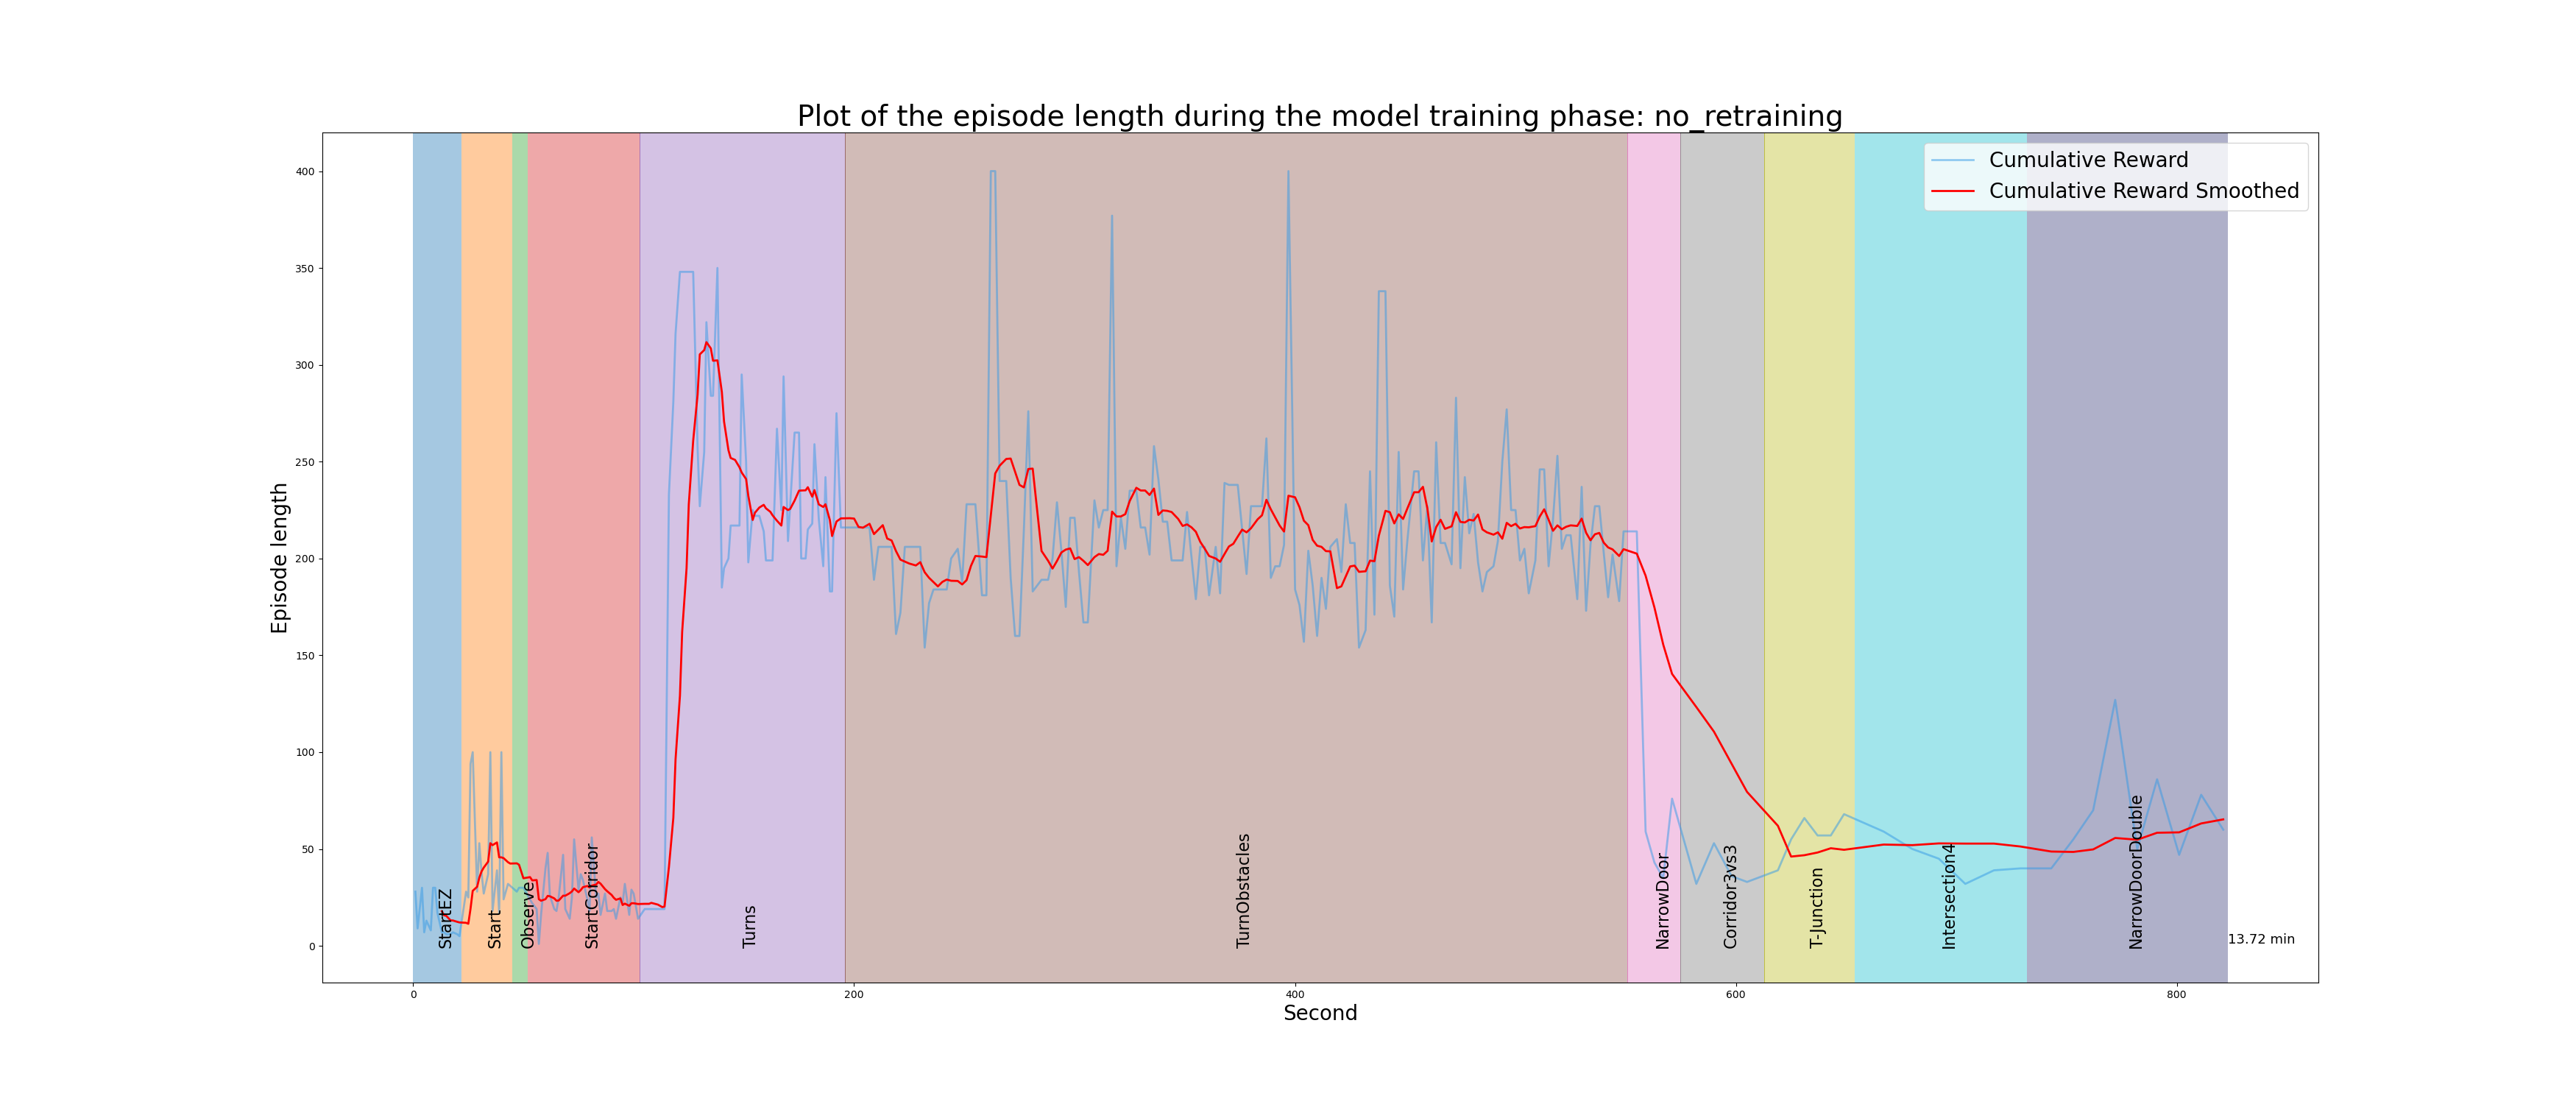 Plot of the episode length during the model training phase: no_retraining
Cumulative Reward
Cumulative Reward Smoothed
400
350
300
250
200
150
100
50
0
Episode length
StartEZ
Start
Observe
StartCorridor
Turns
TurnObstacles
NarrowDoor
Corridor3vs3
T-Junction
Intersection4
NarrowDoorDouble
13.72 min
0
200
400
600
800
Second